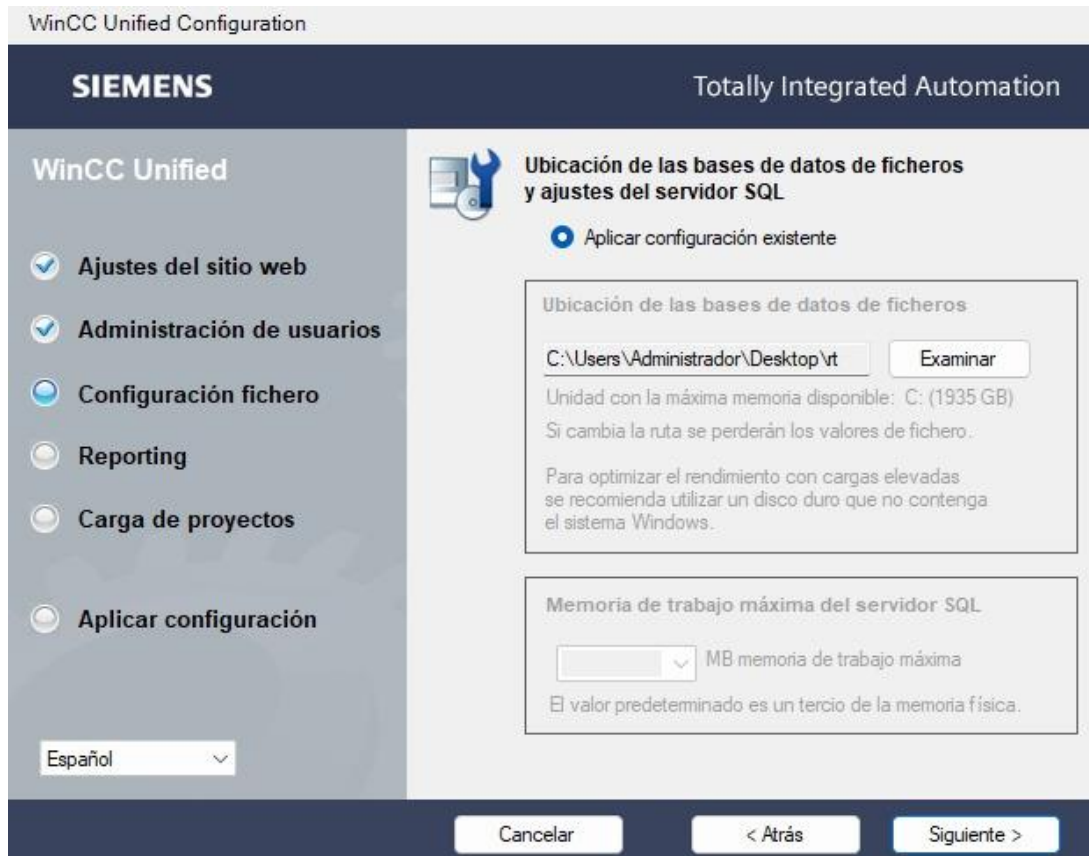 WinCC Unified Configuration
SIEMENS
Totally Integrated Automation
WinCC Unified
Ajustes del sitio web
Administración de usuarios
Configuración fichero
Reporting
Carga de proyectos
Aplicar configuración
Español
Ubicación de las bases de datos de ficheros
y ajustes del servidor SQL
Aplicar configuración existente
Ubicación de las bases de datos de ficheros
C:\Users\Administrador\Desktop\rt
Examinar
Unidad con la máxima memoria disponible: C: (1935 GB)
Si cambia la ruta se perderán los valores de fichero.
Para optimizar el rendimiento con cargas elevadas
se recomienda utilizar un disco duro que no contenga
el sistema Windows.
Memoria de trabajo máxima del servidor SQL
MB memoria de trabajo máxima
El valor predeterminado es un tercio de la memoria física.
Cancelar
< Atrás
Siguiente >